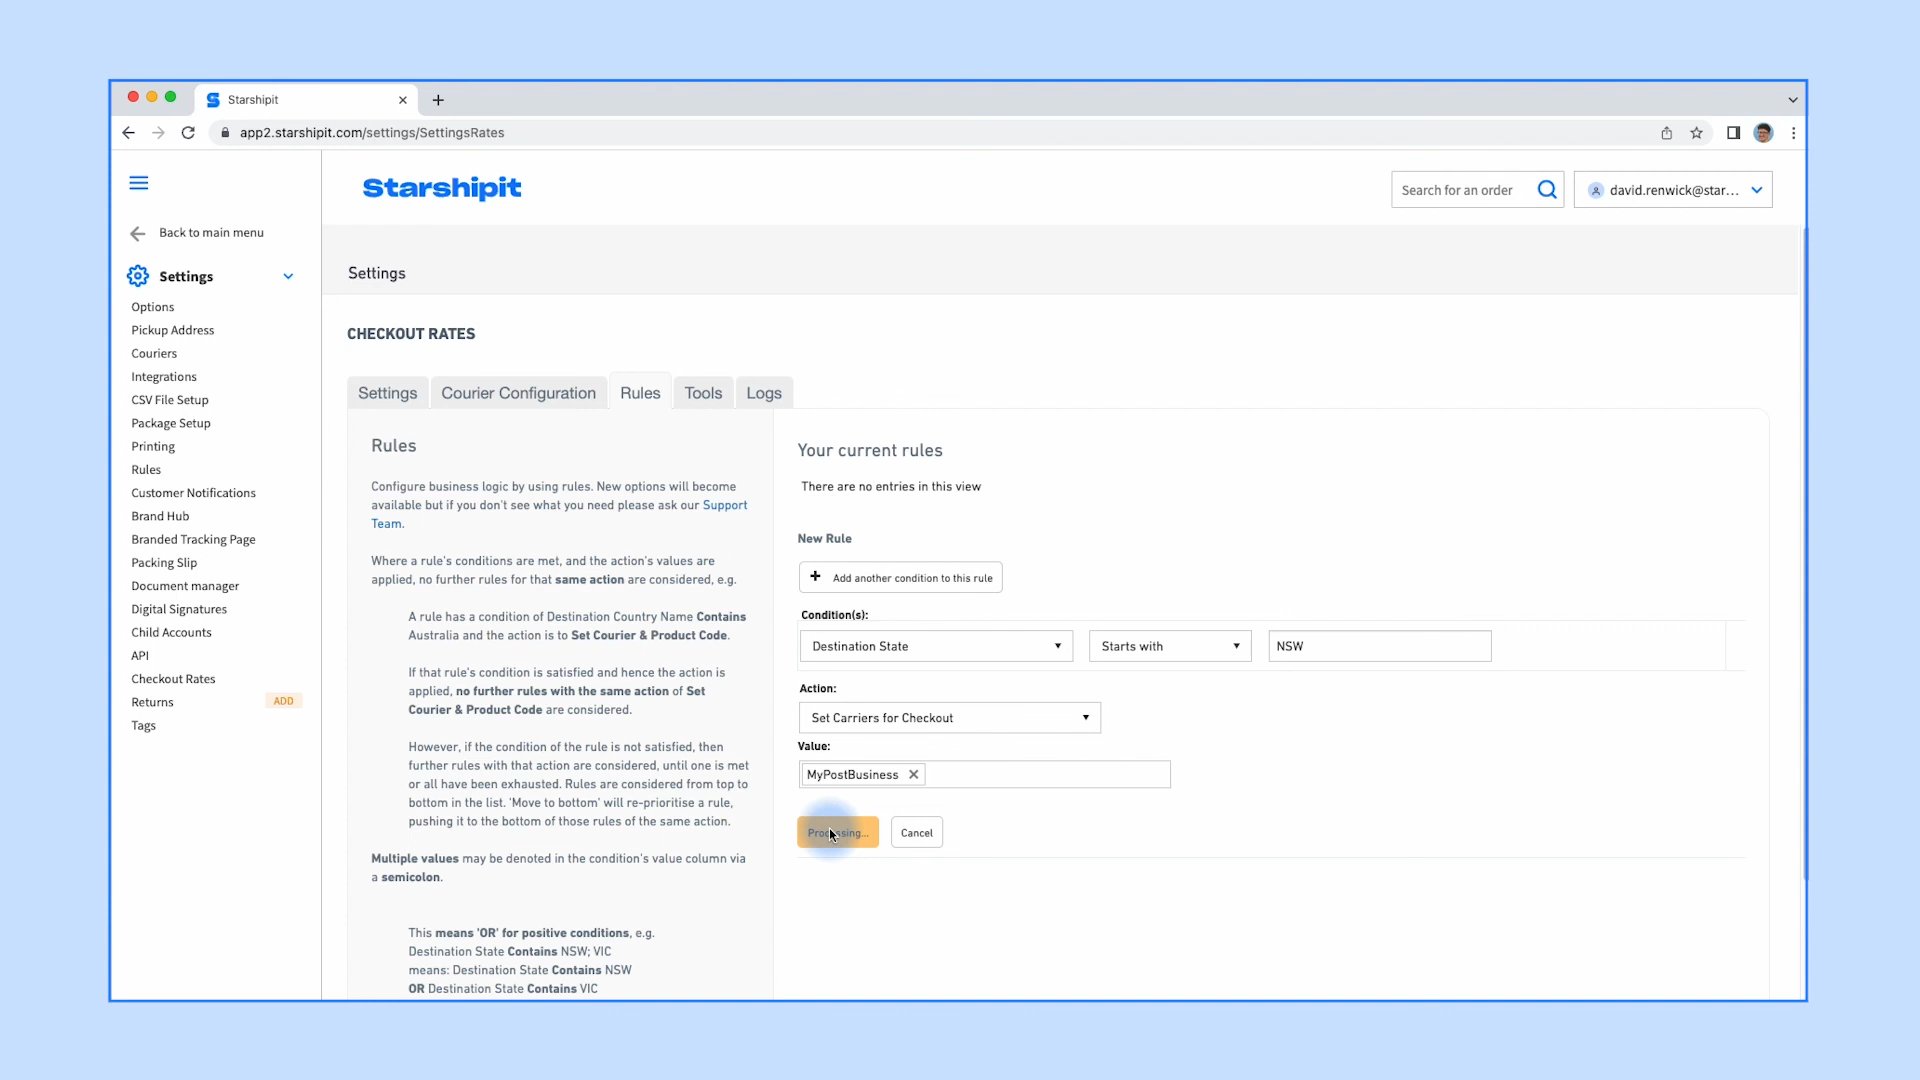 Starshipit
app2.starshipit.com/settings/SettingsRates
Starshipit
Search for an order
david.renwick@star...
Back to main menu
Settings
Options
Pickup Address
Couriers
Integrations
CSV File Setup
Package Setup
Printing
Rules
Customer Notifications
Brand Hub
Branded Tracking Page
Packing Slip
Document manager
Digital Signatures
Child Accounts
API
Checkout Rates
Returns ADD
Tags
Settings
CHECKOUT RATES
Settings Courier Configuration Rules Tools Logs
Rules
Configure business logic by using rules. New options will become
available but if you don't see what you need please ask our Support
Team.
Where a rule's conditions are met, and the action's values are
applied, no further rules for that same action are considered, e.g.
A rule has a condition of Destination Country Name Contains
Australia and the action is to Set Courier & Product Code.
If that rule's condition is satisfied and hence the action is
applied, no further rules with the same action of Set
Courier & Product Code are considered.
However, if the condition of the rule is not satisfied, then
further rules with that action are considered, until one is met
or all have been exhausted. Rules are considered from top to
bottom in the list. 'Move to bottom' will re-prioritise a rule,
pushing it to the bottom of those rules of the same action.
Multiple values may be denoted in the condition's value column via
a semicolon.
This means 'OR' for positive conditions, e.g.
Destination State Contains NSW; VIC
means: Destination State Contains NSW
OR Destination State Contains VIC
Your current rules
There are no entries in this view
New Rule
+ Add another condition to this rule
Condition(s):
Destination State Starts with NSW
Action:
Set Carriers for Checkout
Value:
MyPostBusiness
Processing... Cancel